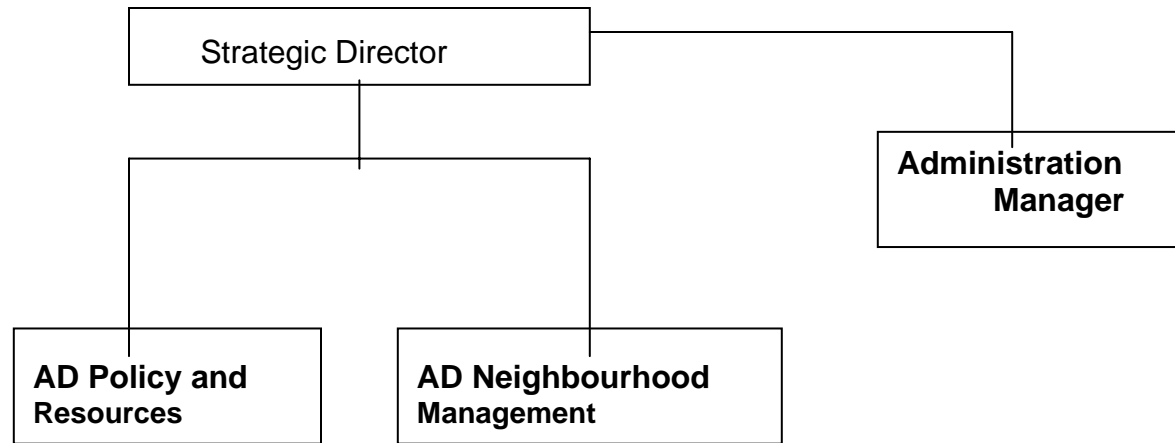 Strategic Director
Administration
Manager
AD Policy and
Resources
AD Neighbourhood
Management